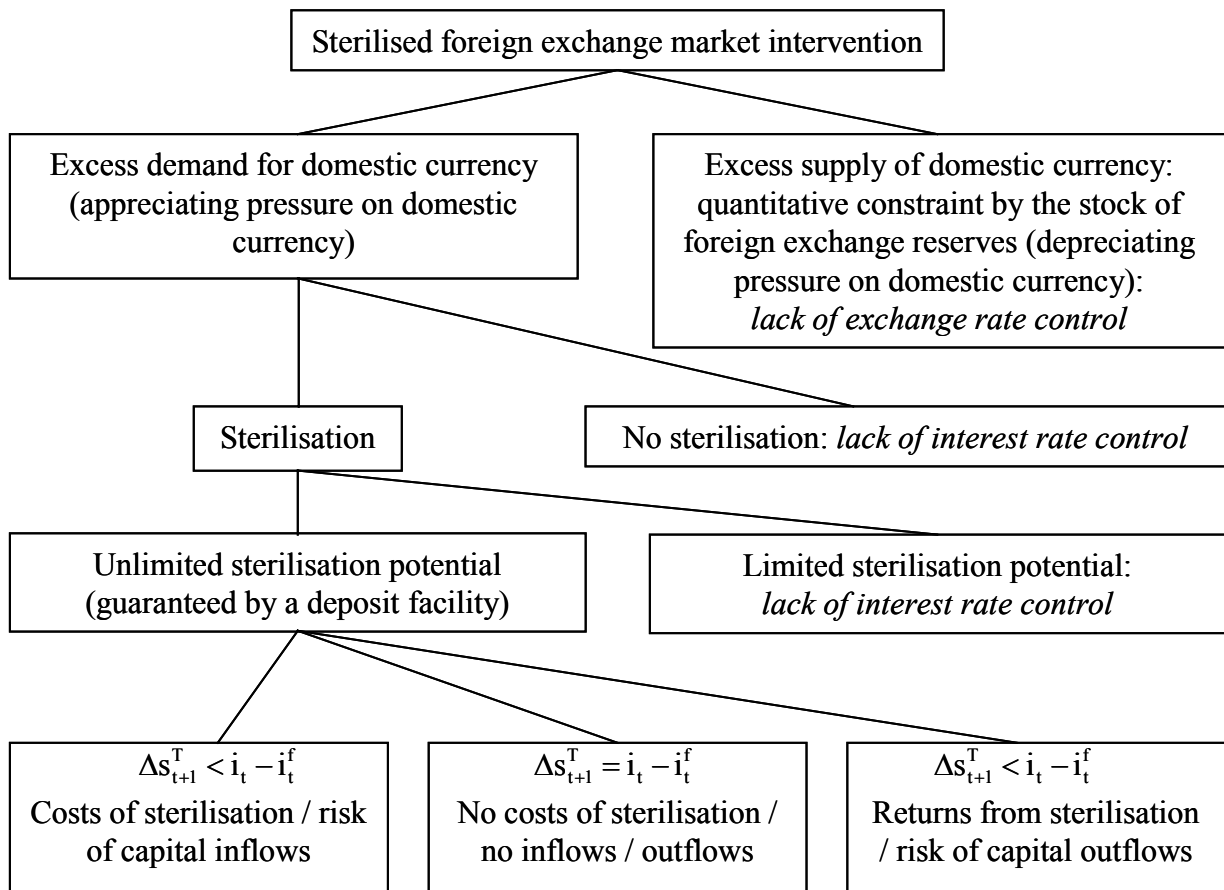 Sterilised foreign exchange market intervention
Excess demand for domestic currency
(appreciating pressure on domestic
currency)
Excess supply of domestic currency:
quantitative constraint by the stock of
foreign exchange reserves (depreciating
pressure on domestic currency):
lack of exchange rate control
Sterilisation
No sterilisation: lack of interest rate control
Unlimited sterilisation potential
(guaranteed by a deposit facility)
Limited sterilisation potential:
lack of interest rate control
Δs^T_{t+1} < i_t − i_t^f
Costs of sterilisation / risk
of capital inflows
Δs^T_{t+1} = i_t − i_t^f
No costs of sterilisation /
no inflows / outflows
Δs^T_{t+1} < i_t − i_t^f
Returns from sterilisation
/ risk of capital outflows